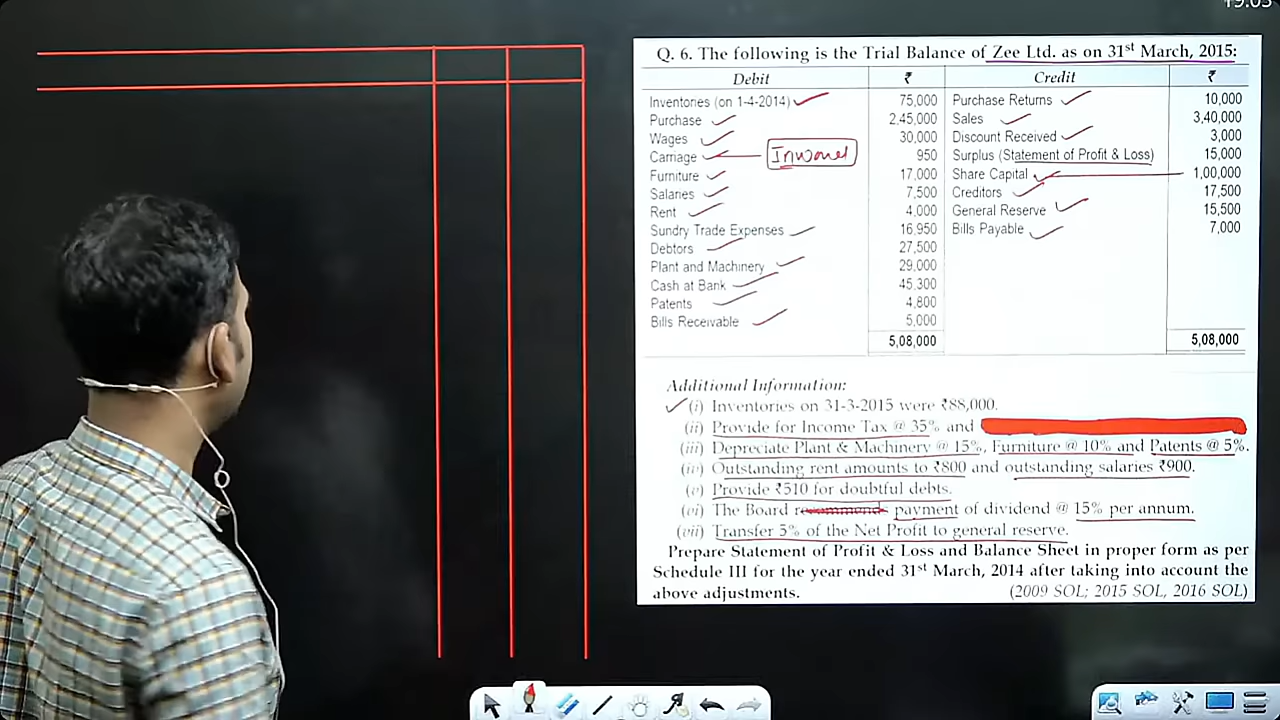 19:05
Q. 6. The following is the Trial Balance of Zee Ltd. as on 31st March, 2015:
Debit ₹ Credit ₹
Inventories (on 1-4-2014) 75,000 Purchase Returns 10,000
Purchase 2,45,000 Sales 3,40,000
Wages 30,000 Discount Received 3,000
Carriage Inward 950 Surplus (Statement of Profit & Loss) 15,000
Furniture 17,000 Share Capital 1,00,000
Salaries 7,500 Creditors 17,500
Rent 4,000 General Reserve 15,500
Sundry Trade Expenses 16,950 Bills Payable 7,000
Debtors 27,500
Plant and Machinery 29,000
Cash at Bank 45,300
Patents 4,800
Bills Receivable 5,000
5,08,000 5,08,000
Additional Information:
(i) Inventories on 31-3-2015 were ₹88,000.
(ii) Provide for Income Tax @ 35% and
(iii) Depreciate Plant & Machinery @ 15%, Furniture @ 10% and Patents @ 5%.
(iv) Outstanding rent amounts to ₹800 and outstanding salaries ₹900.
(v) Provide ₹510 for doubtful debts.
(vi) The Board recommends payment of dividend @ 15% per annum.
(vii) Transfer 5% of the Net Profit to general reserve.
Prepare Statement of Profit & Loss and Balance Sheet in proper form as per
Schedule III for the year ended 31st March, 2014 after taking into account the
above adjustments. (2009 SOL; 2015 SOL, 2016 SOL)